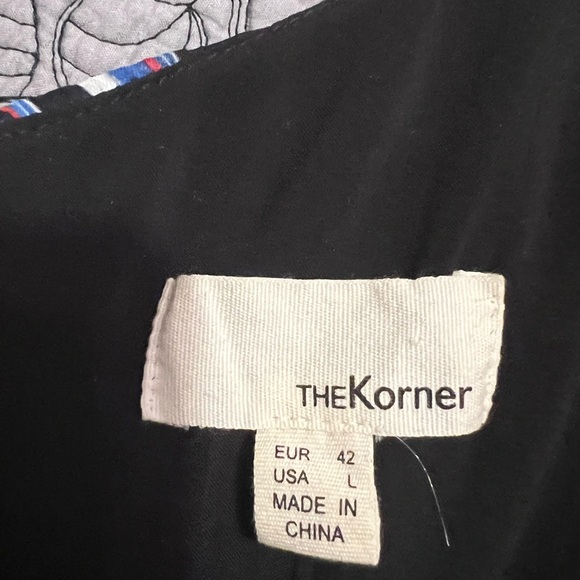 THEKorner
EUR 42
USA L
MADE IN
CHINA